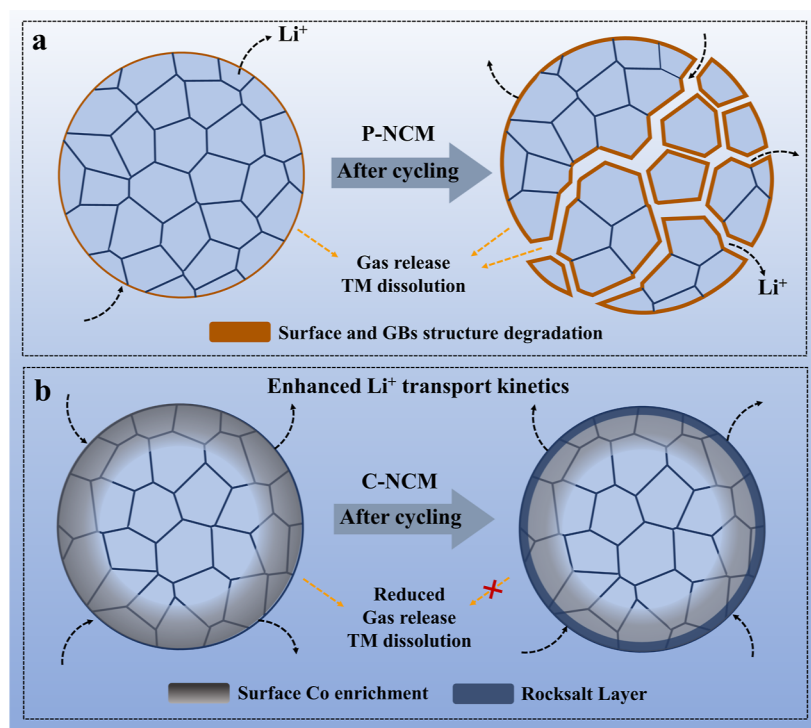 a
Li⁺
P-NCM
After cycling
Gas release
TM dissolution
Li⁺
Surface and GBs structure degradation
b
Enhanced Li⁺ transport kinetics
C-NCM
After cycling
Reduced
Gas release
TM dissolution
Surface Co enrichment
Rocksalt Layer